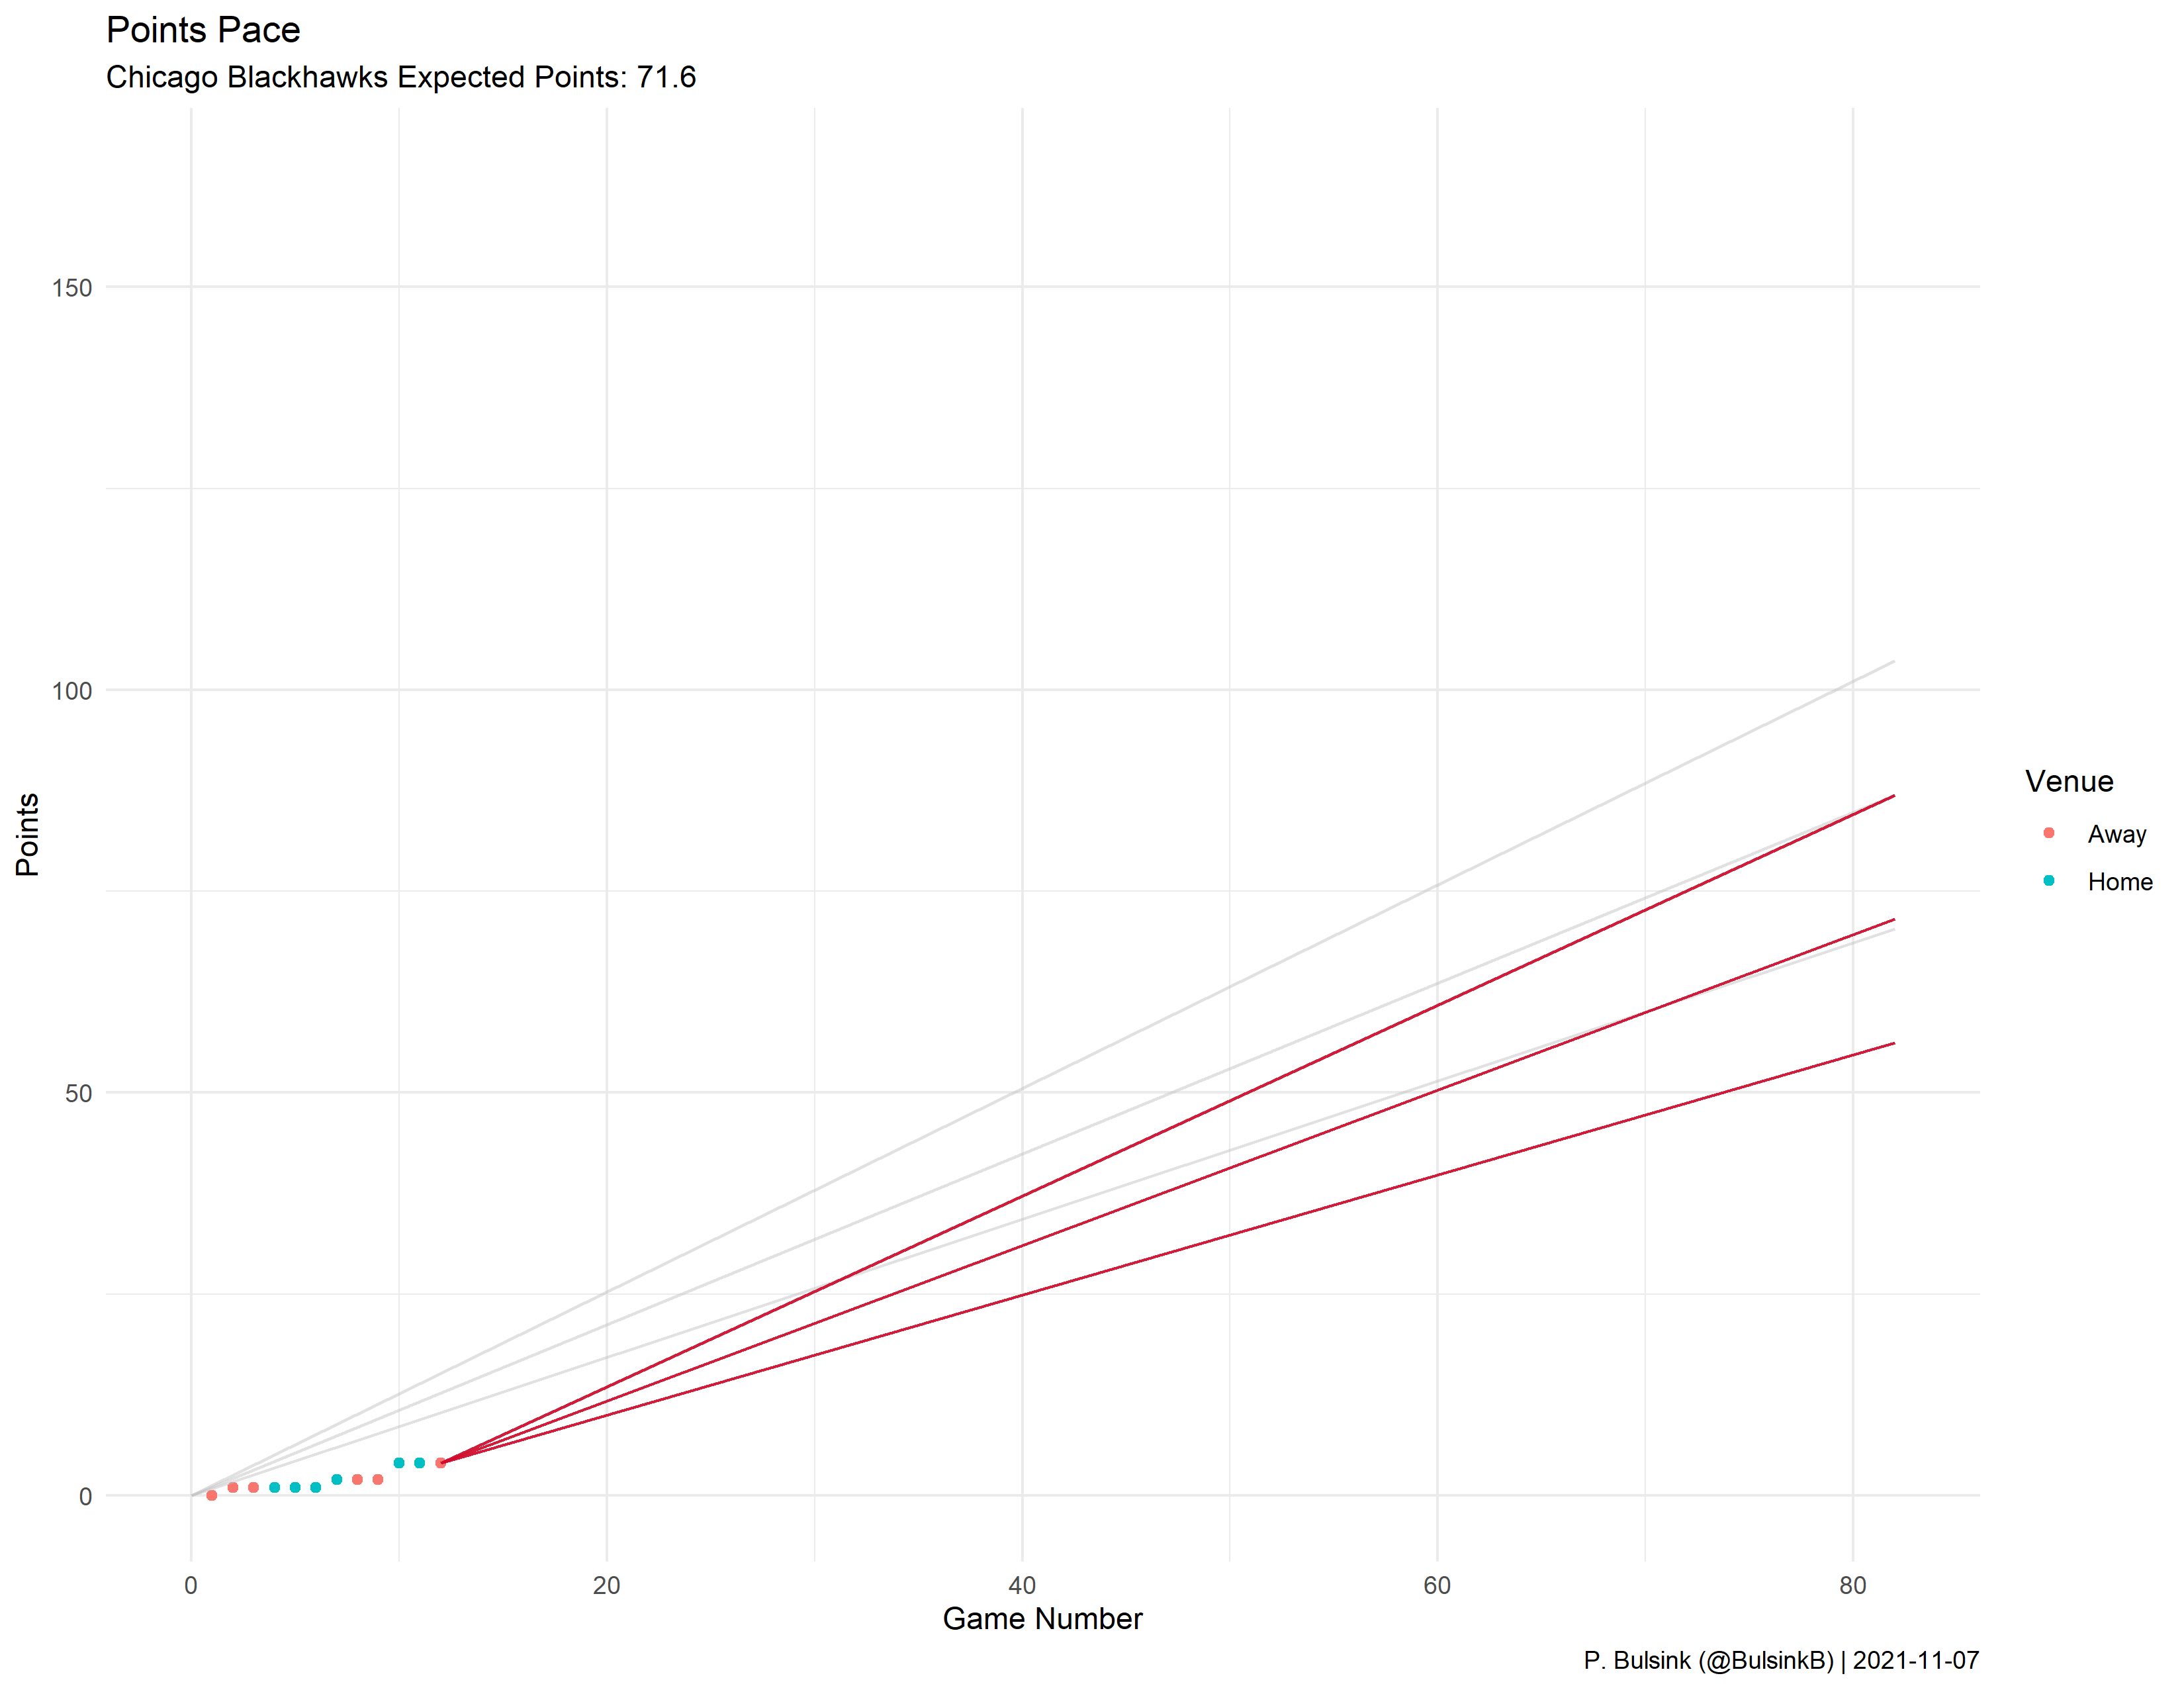 Points Pace
Chicago Blackhawks Expected Points: 71.6
150
100
50
0
Points
0 20 40 60 80
Game Number
Venue
Away
Home
P. Bulsink (@BulsinkB) | 2021-11-07